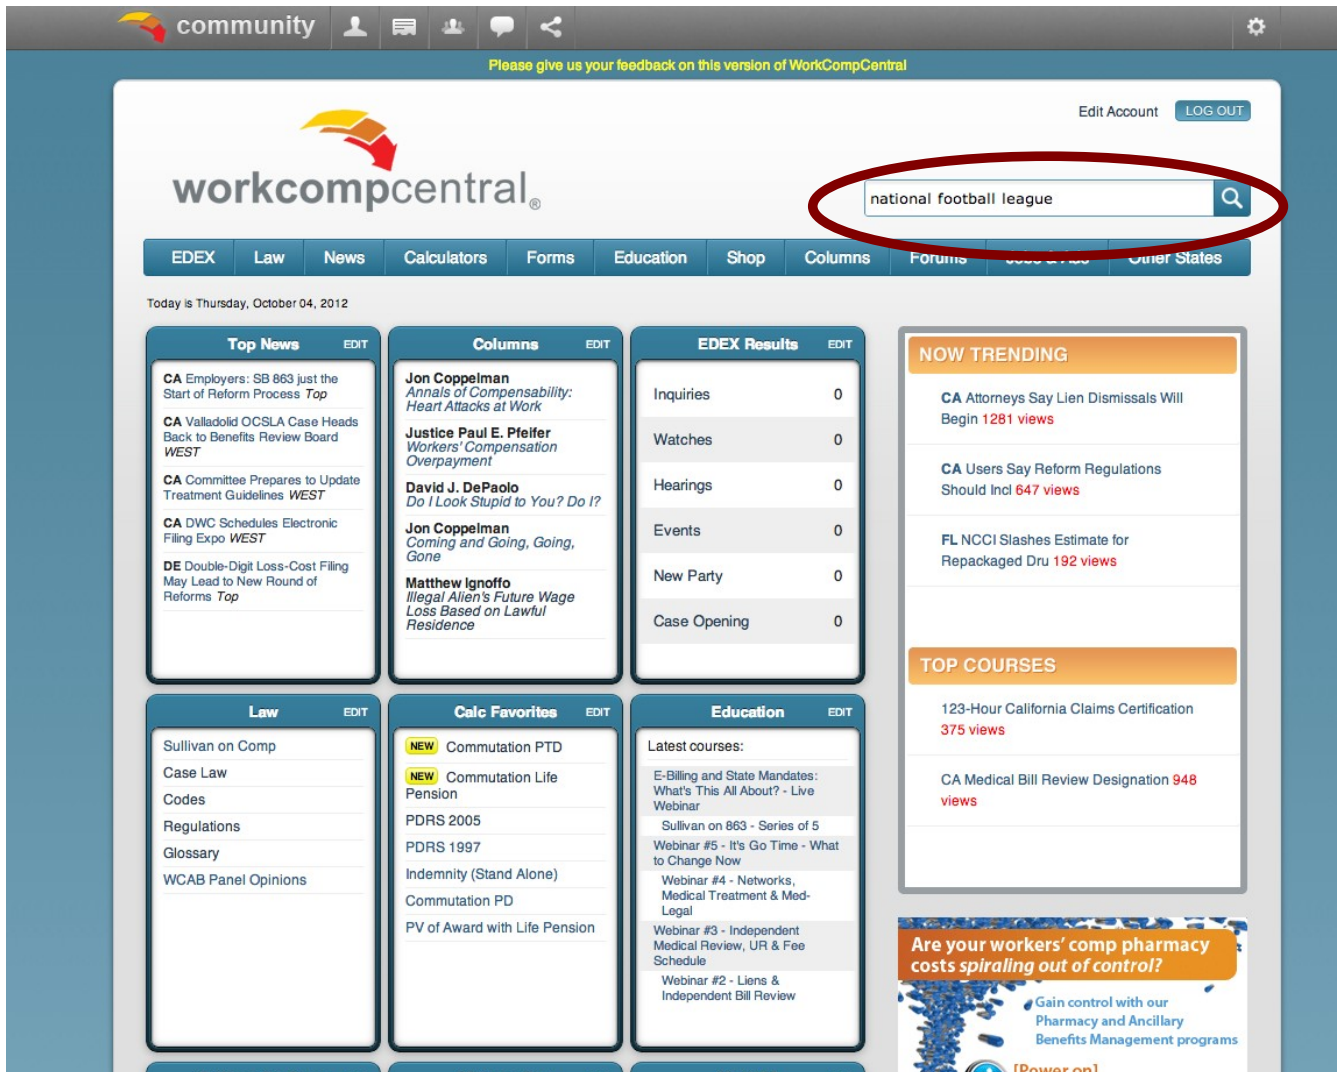 community
Please give us your feedback on this version of WorkCompCentral
Edit Account LOG OUT
workcompcentral®
national football league
EDEX Law News Calculators Forms Education Shop Columns Forums Jobs & Ads Other States
Today is Thursday, October 04, 2012
Top News EDIT
CA Employers: SB 863 just the
Start of Reform Process Top
CA Valladolid OCSLA Case Heads
Back to Benefits Review Board
WEST
CA Committee Prepares to Update
Treatment Guidelines WEST
CA DWC Schedules Electronic
Filing Expo WEST
DE Double-Digit Loss-Cost Filing
May Lead to New Round of
Reforms Top
Columns EDIT
Jon Coppelman
Annals of Compensability:
Heart Attacks at Work
Justice Paul E. Pfeifer
Workers' Compensation
Overpayment
David J. DePaolo
Do I Look Stupid to You? Do I?
Jon Coppelman
Coming and Going, Going,
Gone
Matthew Ignoffo
Illegal Alien's Future Wage
Loss Based on Lawful
Residence
EDEX Results EDIT
Inquiries 0
Watches 0
Hearings 0
Events 0
New Party 0
Case Opening 0
NOW TRENDING
CA Attorneys Say Lien Dismissals Will
Begin 1281 views
CA Users Say Reform Regulations
Should Incl 647 views
FL NCCI Slashes Estimate for
Repackaged Dru 192 views
TOP COURSES
123-Hour California Claims Certification
375 views
CA Medical Bill Review Designation 948
views
Law EDIT
Sullivan on Comp
Case Law
Codes
Regulations
Glossary
WCAB Panel Opinions
Calc Favorites EDIT
NEW Commutation PTD
NEW Commutation Life
Pension
PDRS 2005
PDRS 1997
Indemnity (Stand Alone)
Commutation PD
PV of Award with Life Pension
Education EDIT
Latest courses:
E-Billing and State Mandates:
What's This All About? - Live
Webinar
Sullivan on 863 - Series of 5
Webinar #5 - It's Go Time - What
to Change Now
Webinar #4 - Networks,
Medical Treatment & Med-
Legal
Webinar #3 - Independent
Medical Review, UR & Fee
Schedule
Webinar #2 - Liens &
Independent Bill Review
Are your workers' comp pharmacy
costs spiraling out of control?
Gain control with our
Pharmacy and Ancillary
Benefits Management programs
[Power on]